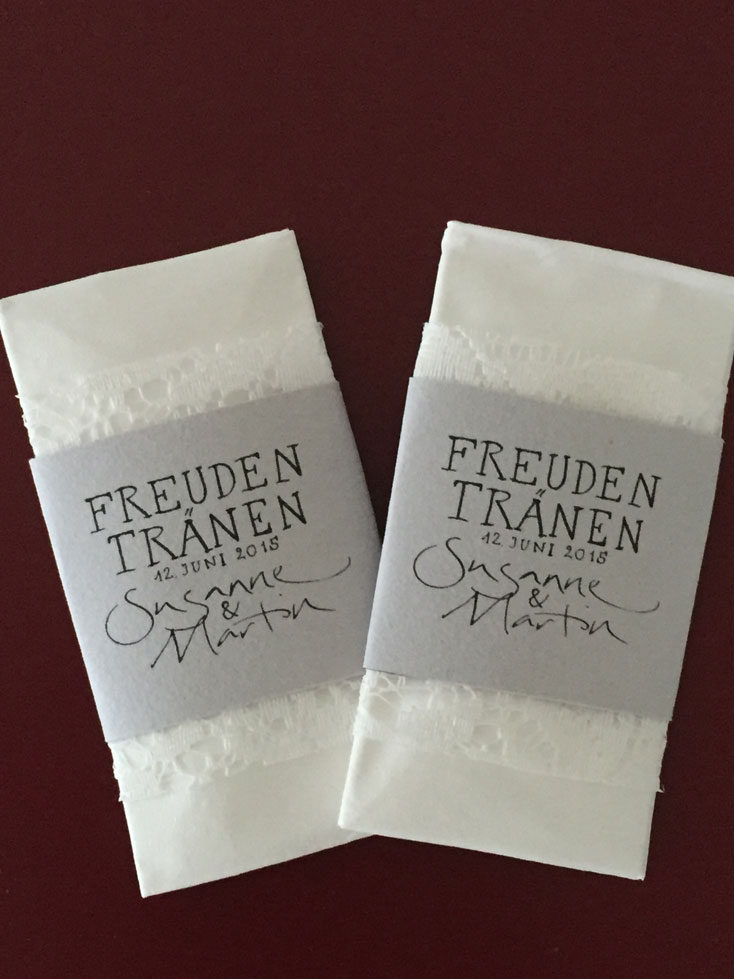 FREUDEN
TRÄNEN
12. JUNI 2015
Susanne
&
Martin
FREUDEN
TRÄNEN
12. JUNI 2015
Susanne
&
Martin